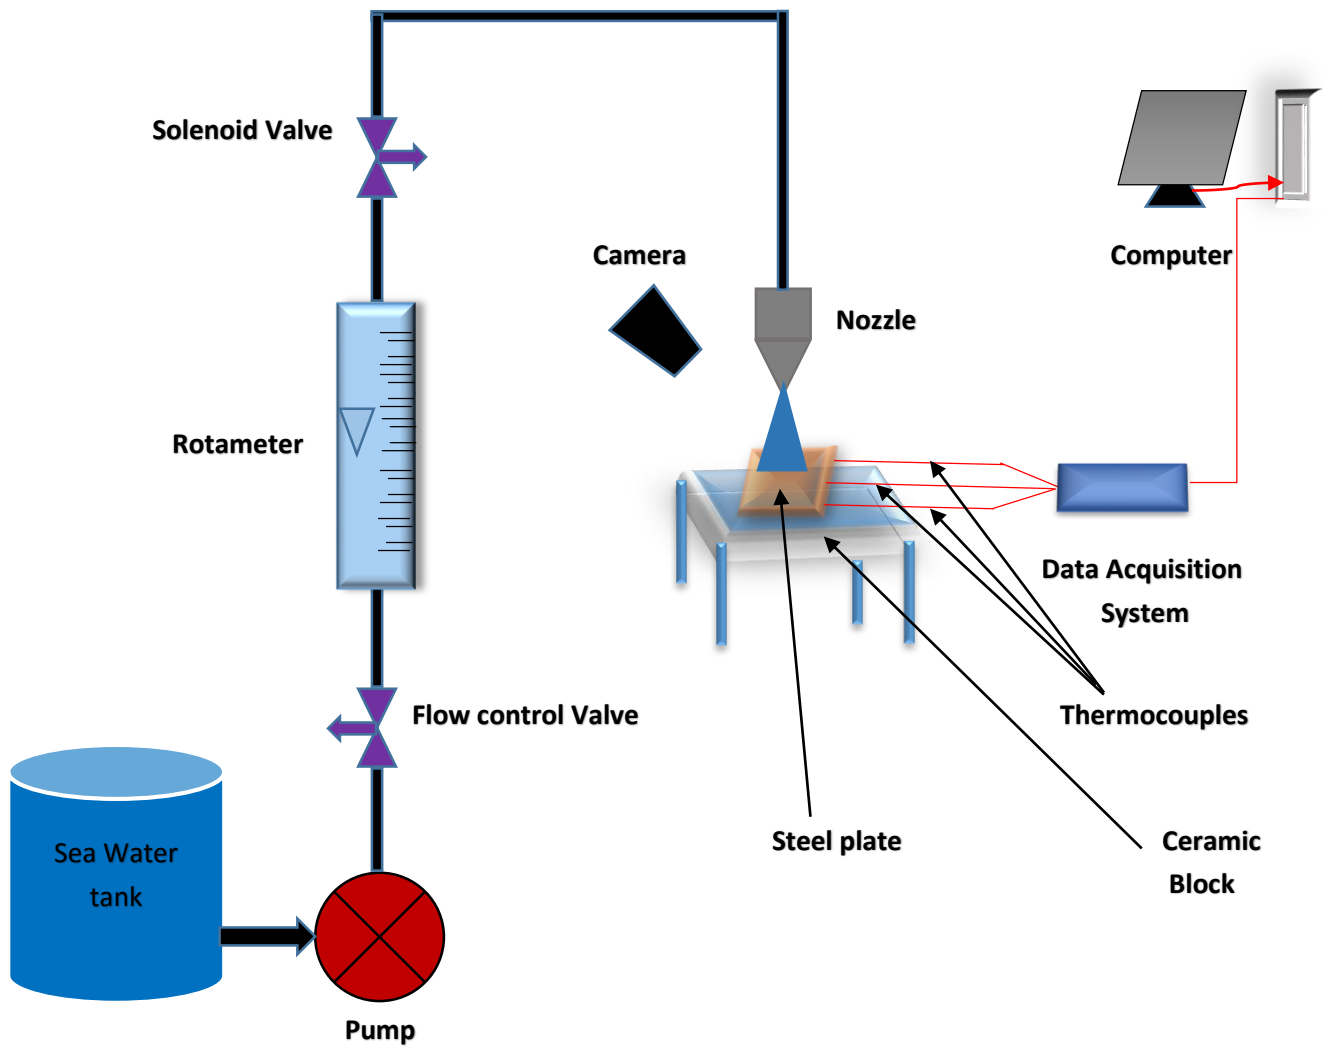 Solenoid Valve
Camera
Computer
Nozzle
Rotameter
Data Acquisition
System
Flow control Valve
Thermocouples
Steel plate
Ceramic
Block
Sea Water
tank
Pump